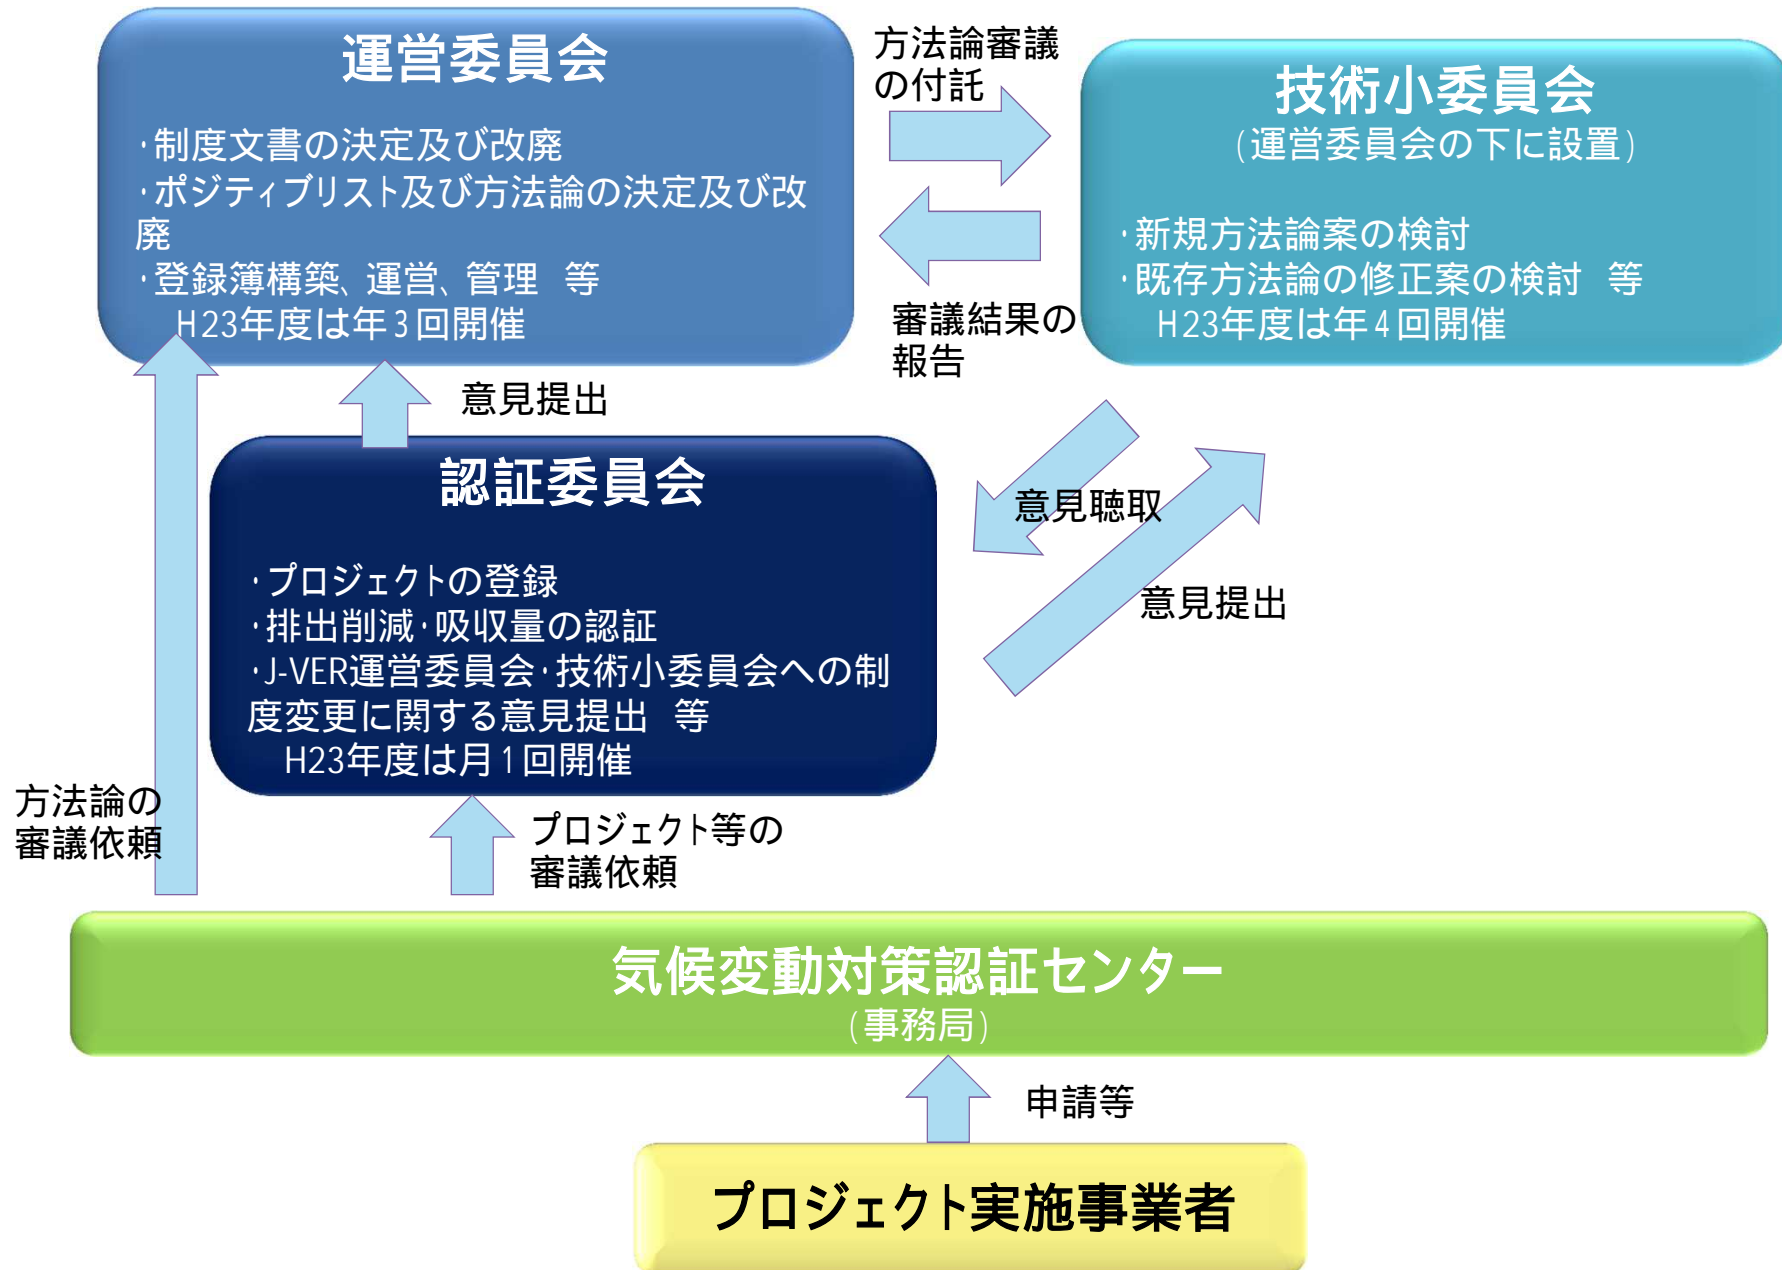 運営委員会
・制度文書の決定及び改廃
・ポジティブリスト及び方法論の決定及び改
廃
・登録簿構築、運営、管理 等
H23年度は年3回開催
方法論審議
の付託
審議結果の
報告
技術小委員会
(運営委員会の下に設置)
・新規方法論案の検討
・既存方法論の修正案の検討 等
H23年度は年4回開催
意見提出
認証委員会
・プロジェクトの登録
・排出削減・吸収量の認証
・J-VER運営委員会・技術小委員会への制
度変更に関する意見提出 等
H23年度は月1回開催
意見聴取
意見提出
方法論の
審議依頼
プロジェクト等の
審議依頼
気候変動対策認証センター
(事務局)
申請等
プロジェクト実施事業者